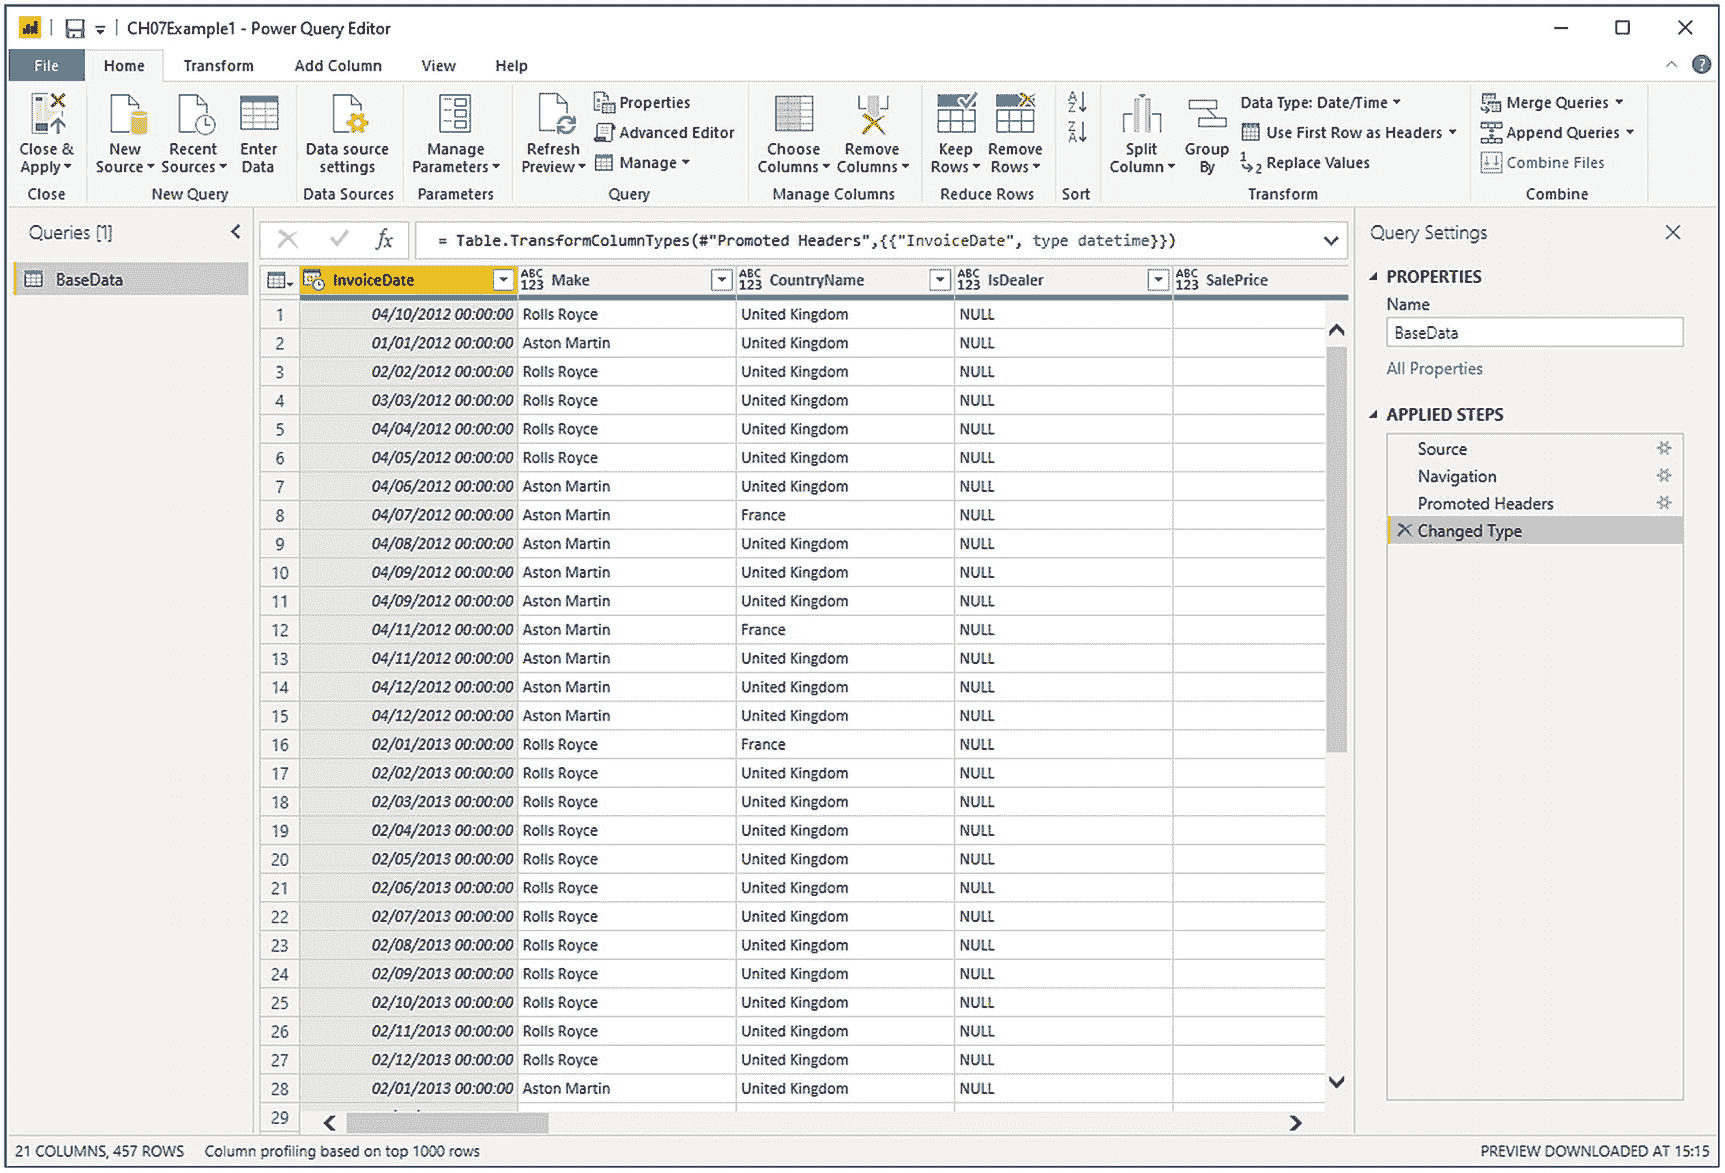 CH07Example1 - Power Query Editor
File Home Transform Add Column View Help
Close & Apply
Close
New Source
Recent Sources
Enter Data
New Query
Data source settings
Data Sources
Manage Parameters
Parameters
Refresh Preview
Properties
Advanced Editor
Manage
Query
Choose Columns
Remove Columns
Manage Columns
Keep Rows
Remove Rows
Reduce Rows
Sort
Split Column
Group By
Data Type: Date/Time
Use First Row as Headers
Replace Values
Transform
Merge Queries
Append Queries
Combine Files
Combine
Queries [1]
BaseData
fx = Table.TransformColumnTypes(#"Promoted Headers",{{"InvoiceDate", type datetime}})
InvoiceDate ABC 123 Make ABC 123 CountryName ABC 123 IsDealer ABC 123 SalePrice
1 04/10/2012 00:00:00 Rolls Royce United Kingdom NULL
2 01/01/2012 00:00:00 Aston Martin United Kingdom NULL
3 02/02/2012 00:00:00 Rolls Royce United Kingdom NULL
4 03/03/2012 00:00:00 Rolls Royce United Kingdom NULL
5 04/04/2012 00:00:00 Rolls Royce United Kingdom NULL
6 04/05/2012 00:00:00 Rolls Royce United Kingdom NULL
7 04/06/2012 00:00:00 Aston Martin United Kingdom NULL
8 04/07/2012 00:00:00 Aston Martin France NULL
9 04/08/2012 00:00:00 Aston Martin United Kingdom NULL
10 04/09/2012 00:00:00 Aston Martin United Kingdom NULL
11 04/09/2012 00:00:00 Aston Martin United Kingdom NULL
12 04/11/2012 00:00:00 Aston Martin France NULL
13 04/11/2012 00:00:00 Aston Martin United Kingdom NULL
14 04/12/2012 00:00:00 Aston Martin United Kingdom NULL
15 04/12/2012 00:00:00 Aston Martin United Kingdom NULL
16 02/01/2013 00:00:00 Rolls Royce France NULL
17 02/02/2013 00:00:00 Rolls Royce United Kingdom NULL
18 02/03/2013 00:00:00 Rolls Royce United Kingdom NULL
19 02/04/2013 00:00:00 Rolls Royce United Kingdom NULL
20 02/05/2013 00:00:00 Rolls Royce United Kingdom NULL
21 02/06/2013 00:00:00 Rolls Royce United Kingdom NULL
22 02/07/2013 00:00:00 Rolls Royce United Kingdom NULL
23 02/08/2013 00:00:00 Rolls Royce United Kingdom NULL
24 02/09/2013 00:00:00 Rolls Royce United Kingdom NULL
25 02/10/2013 00:00:00 Rolls Royce United Kingdom NULL
26 02/11/2013 00:00:00 Rolls Royce United Kingdom NULL
27 02/12/2013 00:00:00 Rolls Royce United Kingdom NULL
28 02/01/2013 00:00:00 Aston Martin United Kingdom NULL
29
Query Settings
PROPERTIES
Name
BaseData
All Properties
APPLIED STEPS
Source
Navigation
Promoted Headers
Changed Type
21 COLUMNS, 457 ROWS Column profiling based on top 1000 rows PREVIEW DOWNLOADED AT 15:15